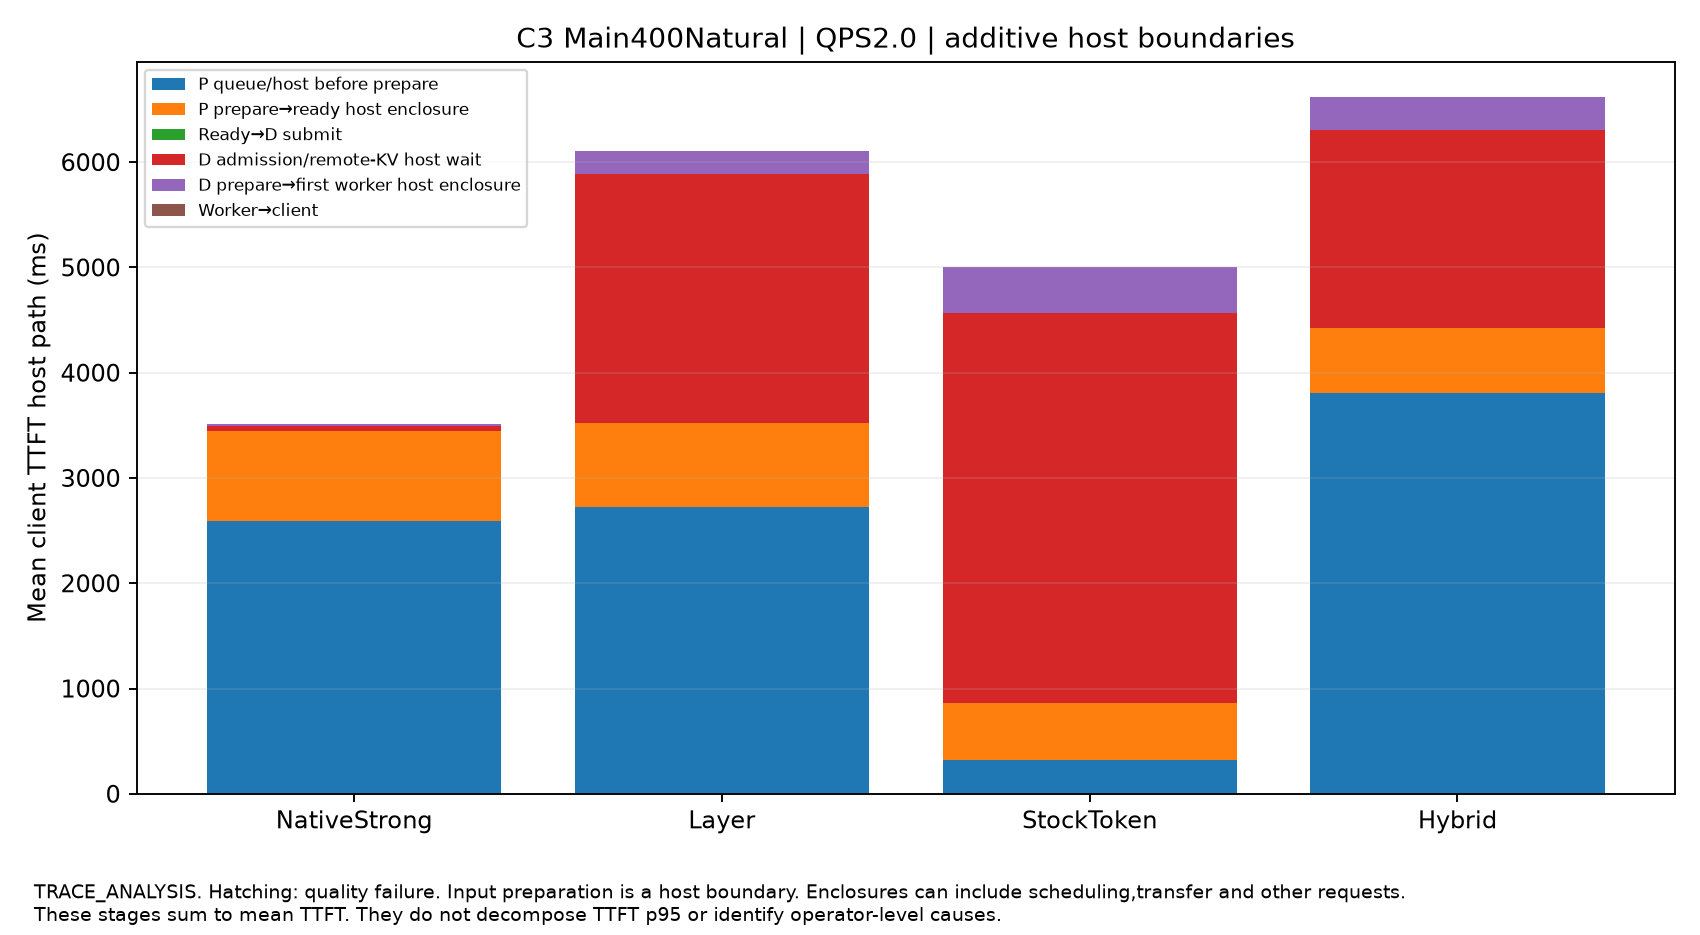 C3 Main400Natural | QPS2.0 | additive host boundaries
P queue/host before prepare
P prepare→ready host enclosure
Ready→D submit
D admission/remote-KV host wait
D prepare→first worker host enclosure
Worker→client
Mean client TTFT host path (ms)
6000
5000
4000
3000
2000
1000
0
NativeStrong
Layer
StockToken
Hybrid
TRACE_ANALYSIS. Hatching: quality failure. Input preparation is a host boundary. Enclosures can include scheduling,transfer and other requests.
These stages sum to mean TTFT. They do not decompose TTFT p95 or identify operator-level causes.